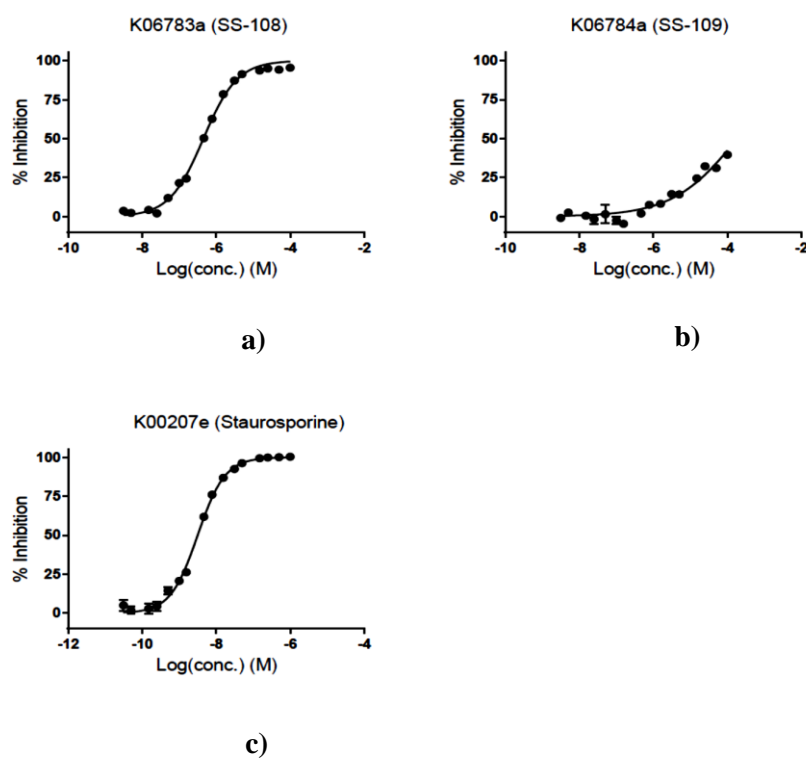 K06783a (SS-108)
100
75
50
25
0
% Inhibition
-10
-8
-6
-4
-2
Log(conc.) (M)
a)
K06784a (SS-109)
100
75
50
25
0
% Inhibition
-10
-8
-6
-4
-2
Log(conc.) (M)
b)
K00207e (Staurosporine)
100
75
50
25
0
% Inhibition
-12
-10
-8
-6
-4
Log(conc.) (M)
c)